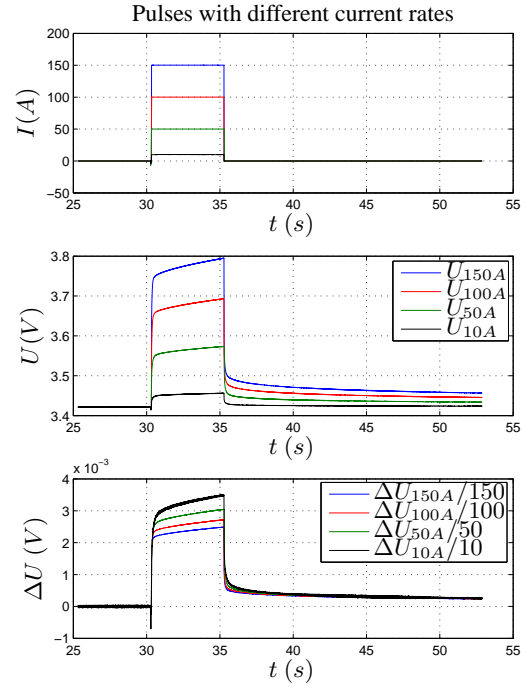 Pulses with different current rates
200
150
100
50
0
−50
I(A)
25 30 35 40 45 50 55
t (s)
3.8
3.7
3.6
3.5
3.4
U(V)
U150A
U100A
U50A
U10A
25 30 35 40 45 50 55
t (s)
x 10−3
4
3
2
1
0
−1
ΔU (V)
ΔU150A/150
ΔU100A/100
ΔU50A/50
ΔU10A/10
25 30 35 40 45 50 55
t (s)